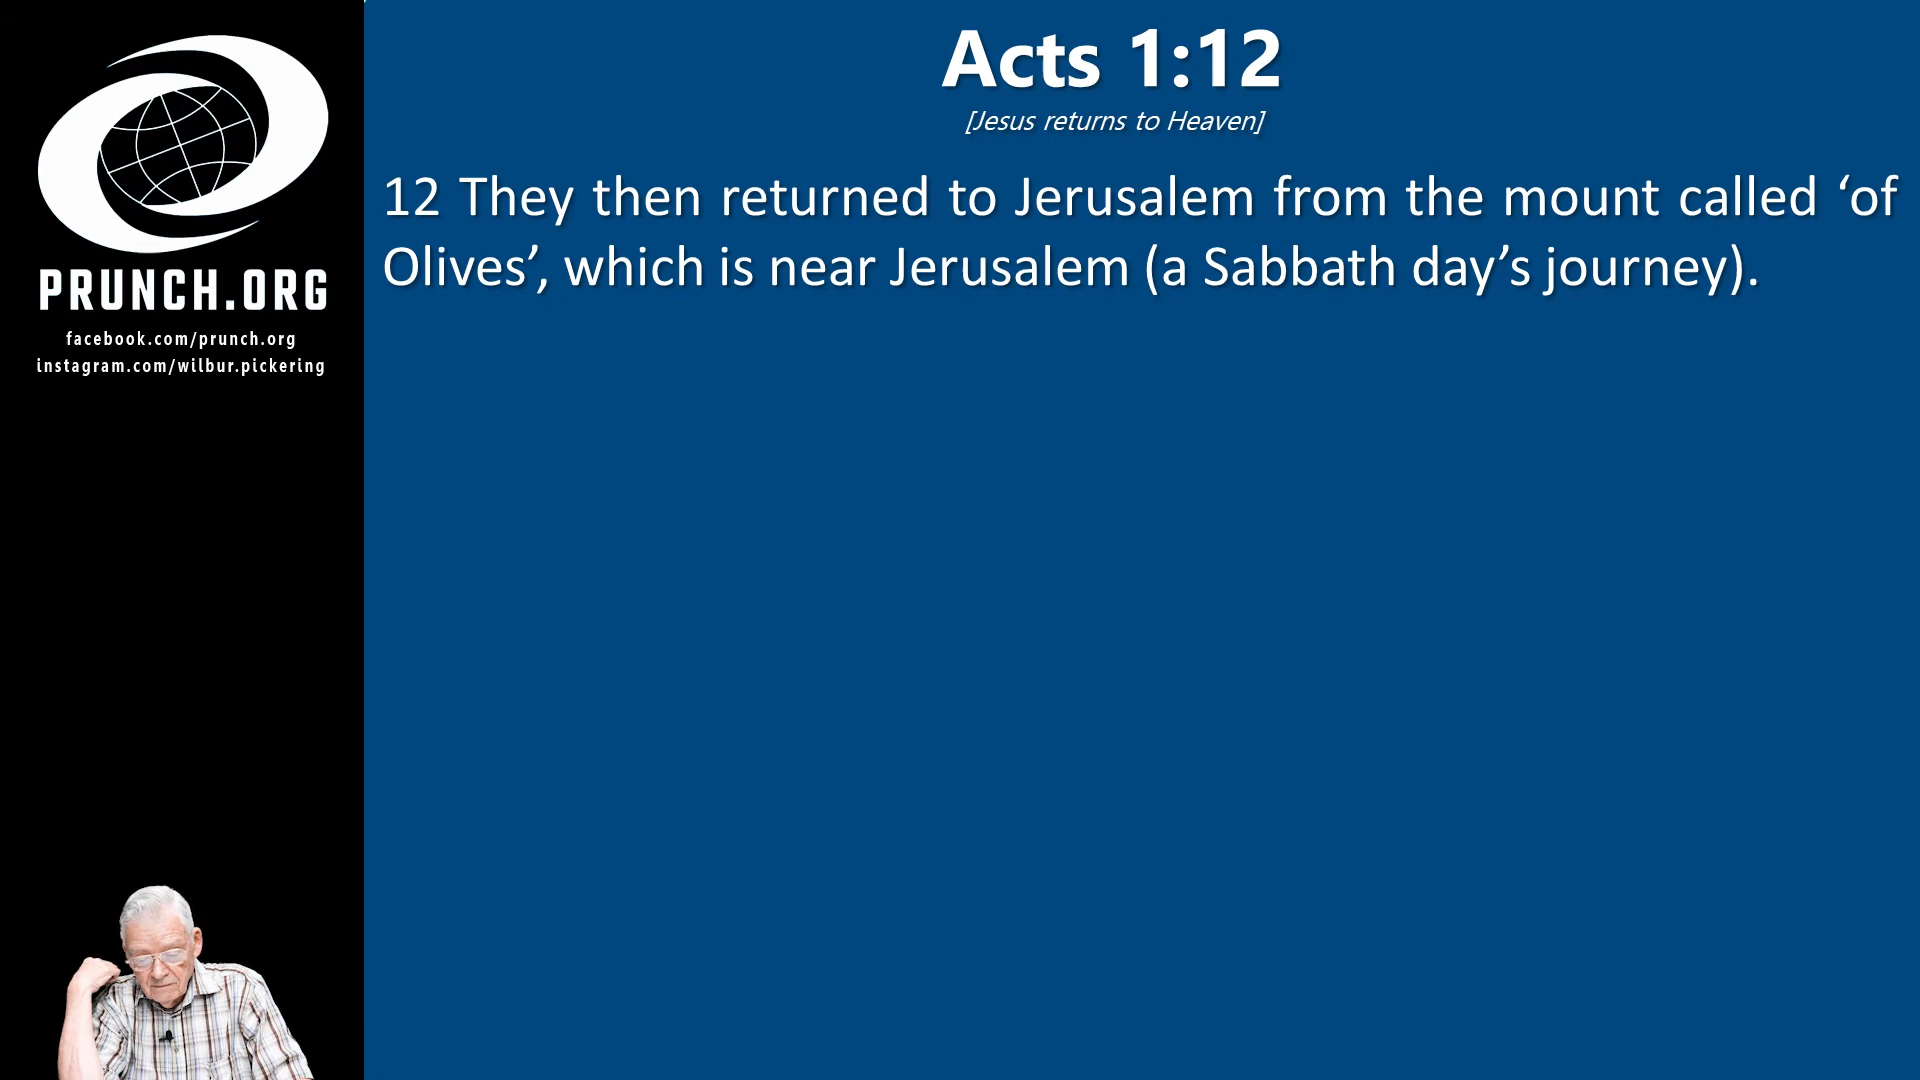 PRUNCH.ORG
facebook.com/prunch.org
instagram.com/wilbur.pickering
Acts 1:12
[Jesus returns to Heaven]
12 They then returned to Jerusalem from the mount called ‘of
Olives’, which is near Jerusalem (a Sabbath day’s journey).